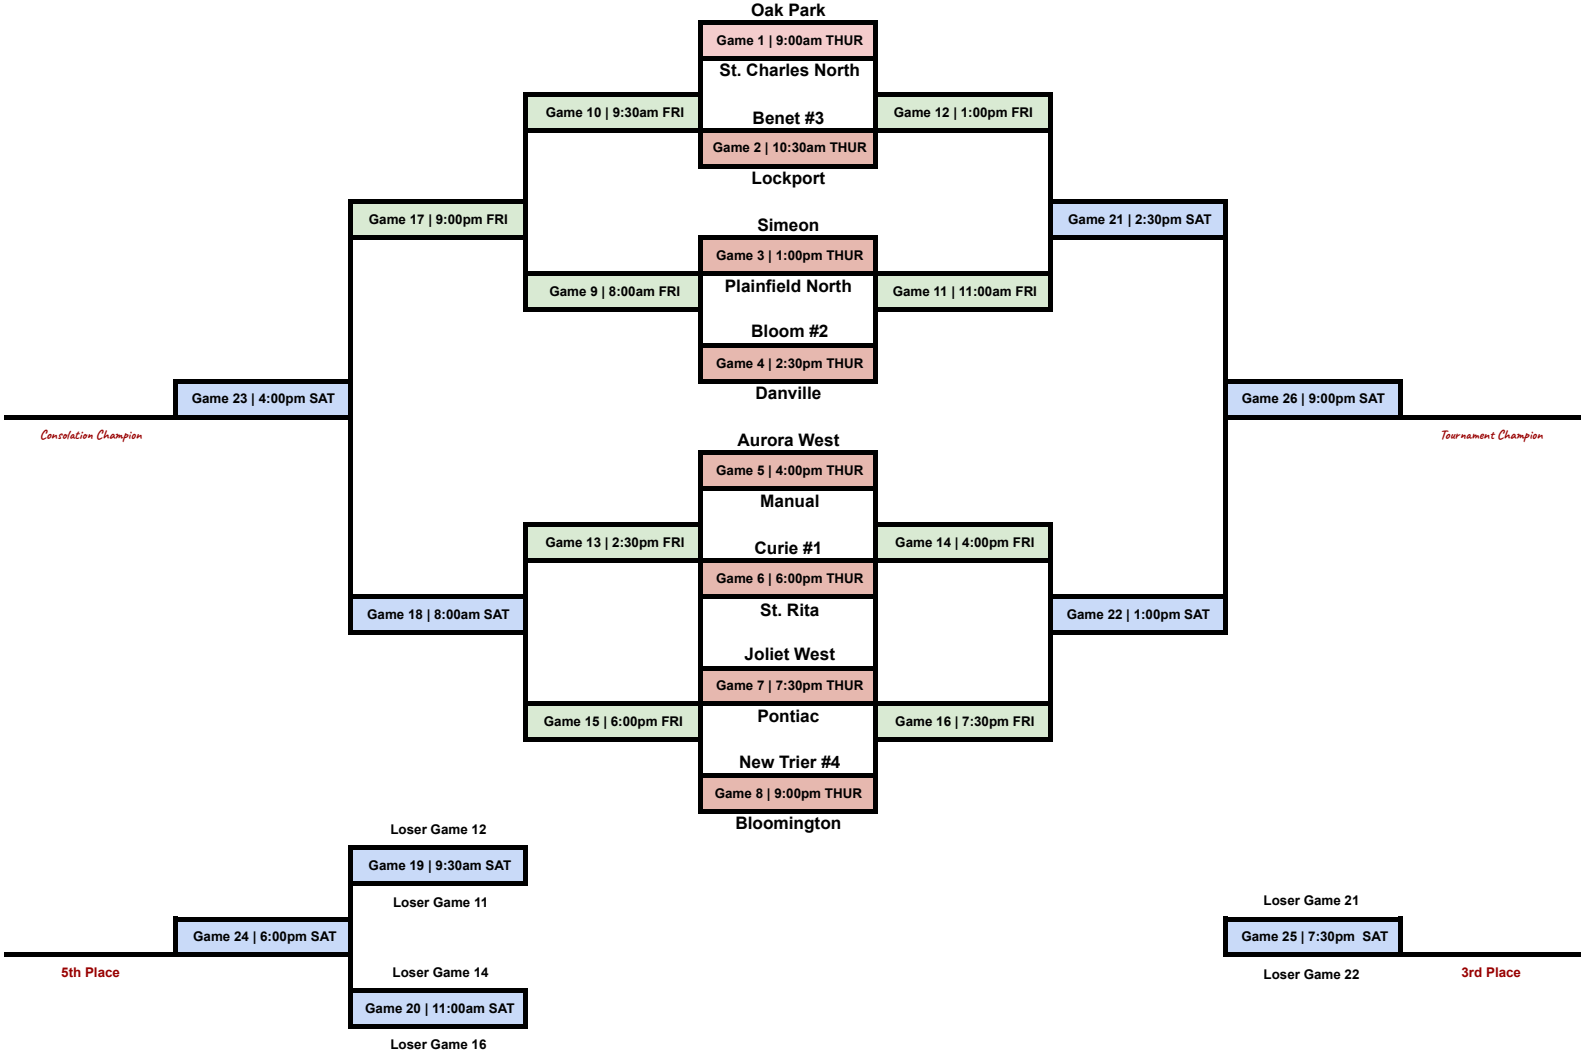 Oak Park
Game 1 | 9:00am THUR
St. Charles North
Game 10 | 9:30am FRI
Benet #3
Game 12 | 1:00pm FRI
Game 2 | 10:30am THUR
Lockport
Game 17 | 9:00pm FRI
Simeon
Game 21 | 2:30pm SAT
Game 3 | 1:00pm THUR
Game 9 | 8:00am FRI
Plainfield North
Game 11 | 11:00am FRI
Bloom #2
Game 4 | 2:30pm THUR
Danville
Game 23 | 4:00pm SAT
Game 26 | 9:00pm SAT
Consolation Champion
Tournament Champion
Aurora West
Game 5 | 4:00pm THUR
Manual
Game 13 | 2:30pm FRI
Curie #1
Game 14 | 4:00pm FRI
Game 6 | 6:00pm THUR
Game 18 | 8:00am SAT
St. Rita
Game 22 | 1:00pm SAT
Joliet West
Game 7 | 7:30pm THUR
Game 15 | 6:00pm FRI
Pontiac
Game 16 | 7:30pm FRI
New Trier #4
Game 8 | 9:00pm THUR
Bloomington
Loser Game 12
Game 19 | 9:30am SAT
Loser Game 11
Loser Game 21
Game 24 | 6:00pm SAT
Game 25 | 7:30pm  SAT
5th Place
Loser Game 14
Loser Game 22
3rd Place
Game 20 | 11:00am SAT
Loser Game 16